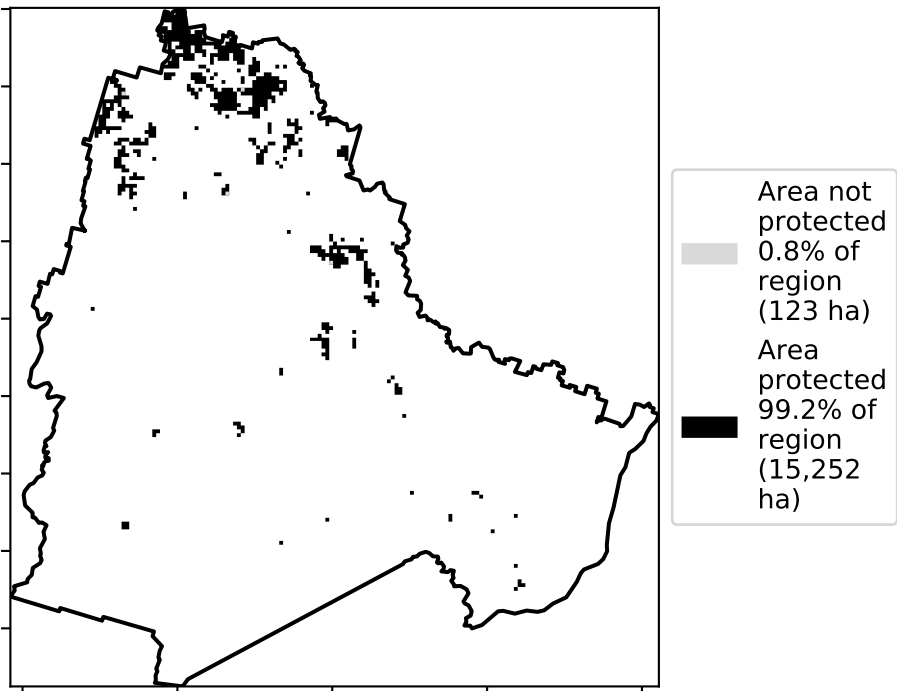 Area not
protected
0.8% of
region
(123 ha)
Area
protected
99.2% of
region
(15,252
ha)